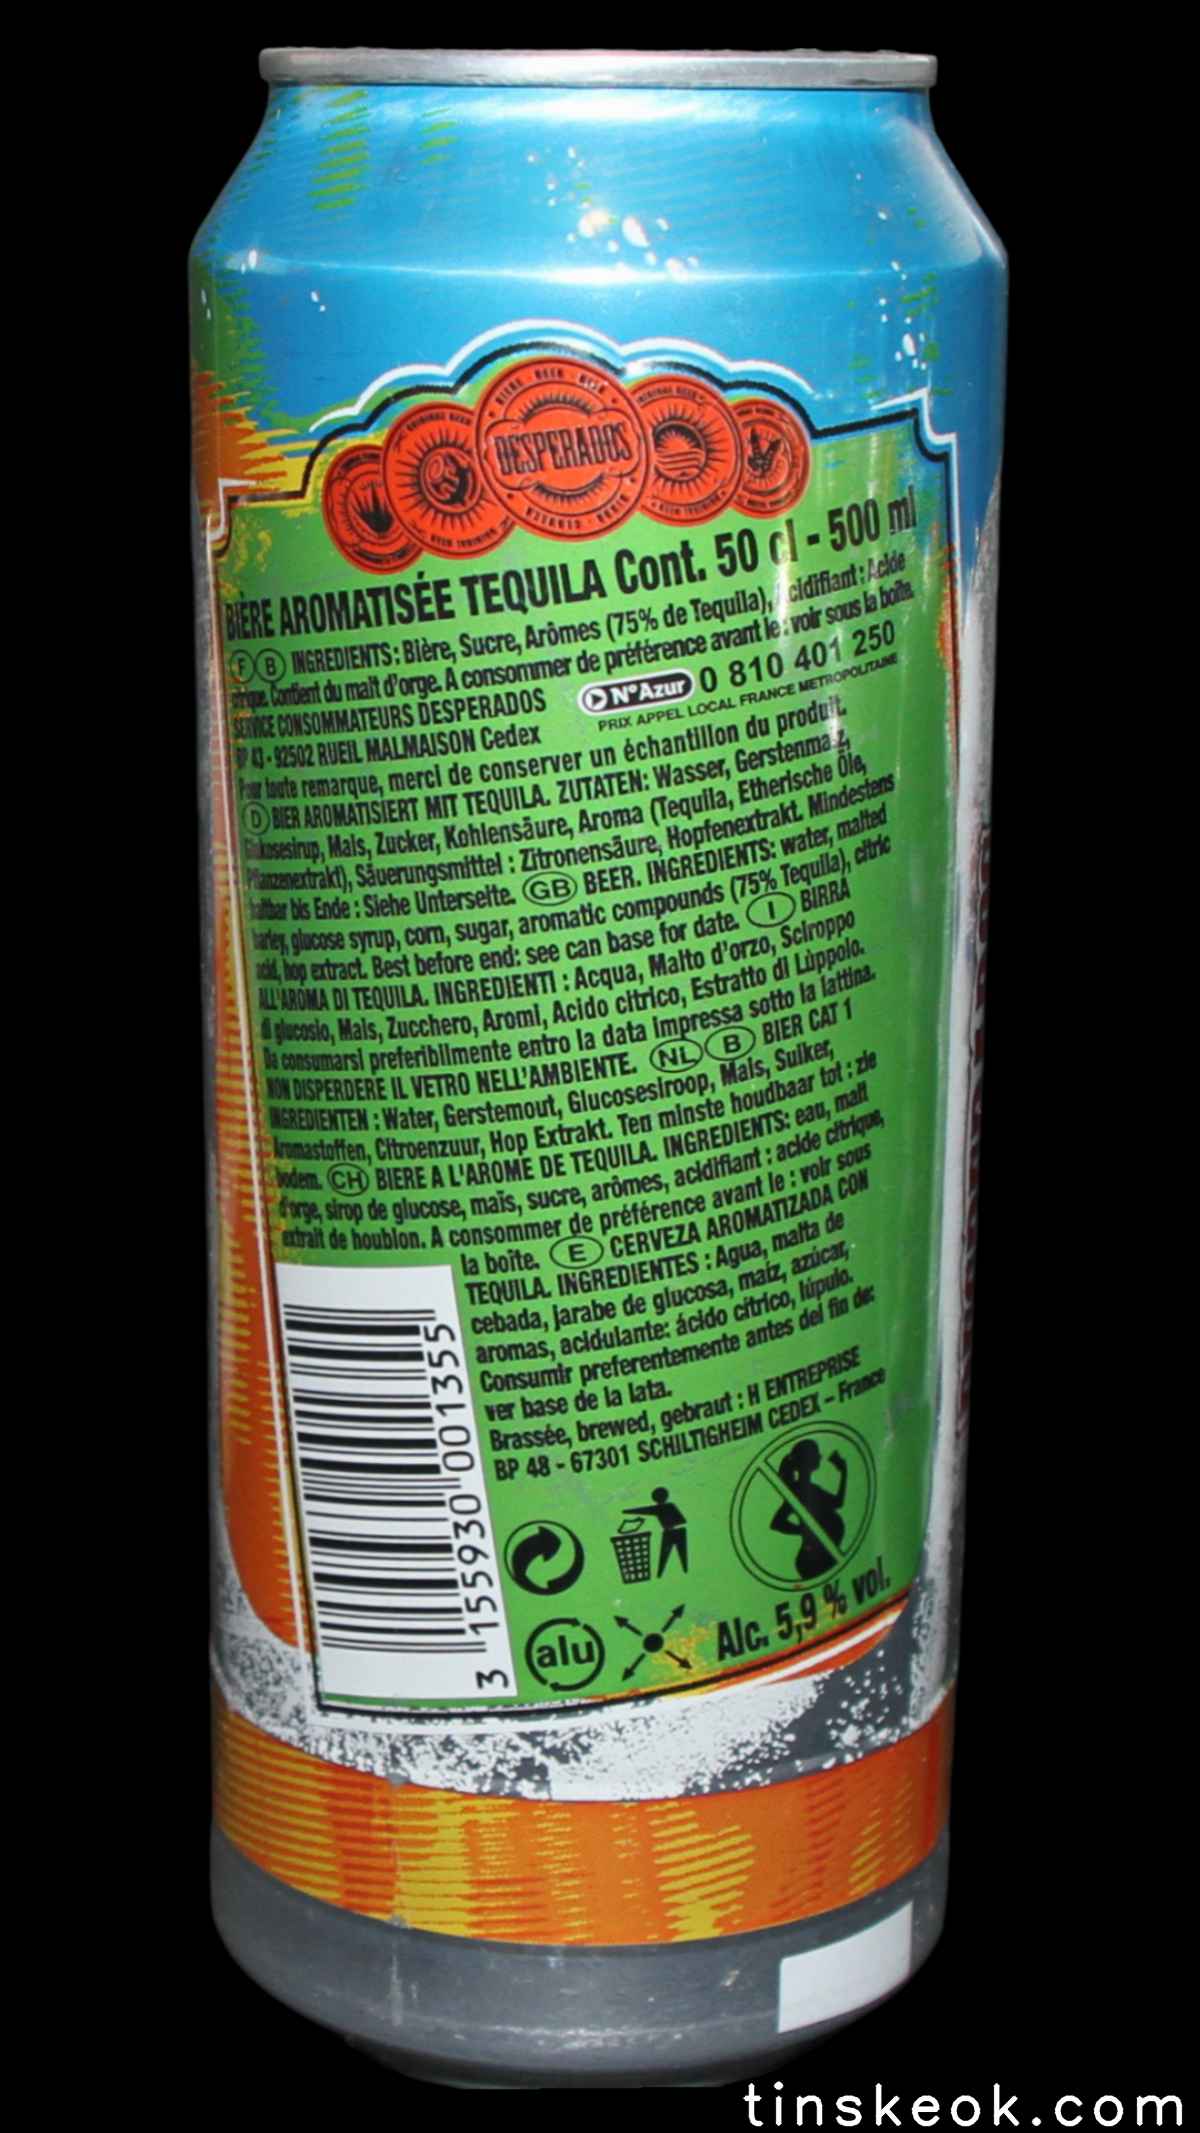 DESPERADOS
BIÈRE AROMATISÉE TEQUILA Cont. 50 cl - 500 ml
F B INGREDIENTS: Bière, Sucre, Arômes (75% de Tequila), Acidifiant : Acide
citrique. Contient du malt d'orge. A consommer de préférence avant le : voir sous la boîte.
SERVICE CONSOMMATEURS DESPERADOS
BP 43 - 92502 RUEIL MALMAISON Cedex
N° Azur 0 810 401 250
PRIX APPEL LOCAL FRANCE METROPOLITAINE
Pour toute remarque, merci de conserver un échantillon du produit.
D BIER AROMATISIERT MIT TEQUILA. ZUTATEN: Wasser, Gerstenmalz,
Glukosesirup, Mais, Zucker, Kohlensäure, Aroma (Tequila, Etherische Öle,
Pflanzenextrakt), Säuerungsmittel : Zitronensäure, Hopfenextrakt. Mindestens
haltbar bis Ende : Siehe Unterseite. GB BEER. INGREDIENTS: water, malted
barley, glucose syrup, corn, sugar, aromatic compounds (75% Tequila), citric
acid, hop extract. Best before end: see can base for date. I BIRRA
ALL'AROMA DI TEQUILA. INGREDIENTI : Acqua, Malto d'orzo, Sciroppo
di glucosio, Mais, Zucchero, Aromi, Acido citrico, Estratto di Lùppolo.
Da consumarsi preferibilmente entro la data impressa sotto la lattina.
NON DISPERDERE IL VETRO NELL'AMBIENTE. NL B BIER CAT 1
INGREDIENTEN : Water, Gerstemout, Glucosesiroop, Mais, Suiker,
Aromastoffen, Citroenzuur, Hop Extrakt. Ten minste houdbaar tot : zie
bodem. CH BIERE A L'AROME DE TEQUILA. INGREDIENTS: eau, malt
d'orge, sirop de glucose, maïs, sucre, arômes, acidifiant : acide citrique,
extrait de houblon. A consommer de préférence avant le : voir sous
la boîte. E CERVEZA AROMATIZADA CON
TEQUILA. INGREDIENTES : Agua, malta de
cebada, jarabe de glucosa, maíz, azúcar,
aromas, acidulante: ácido cítrico, lúpulo.
Consumir preferentemente antes del fin de:
ver base de la lata.
Brassée, brewed, gebraut : H ENTREPRISE
BP 48 - 67301 SCHILTIGHEIM CEDEX - France
3 155930 001355
alu
Alc. 5,9 % vol.
tinskeok.com